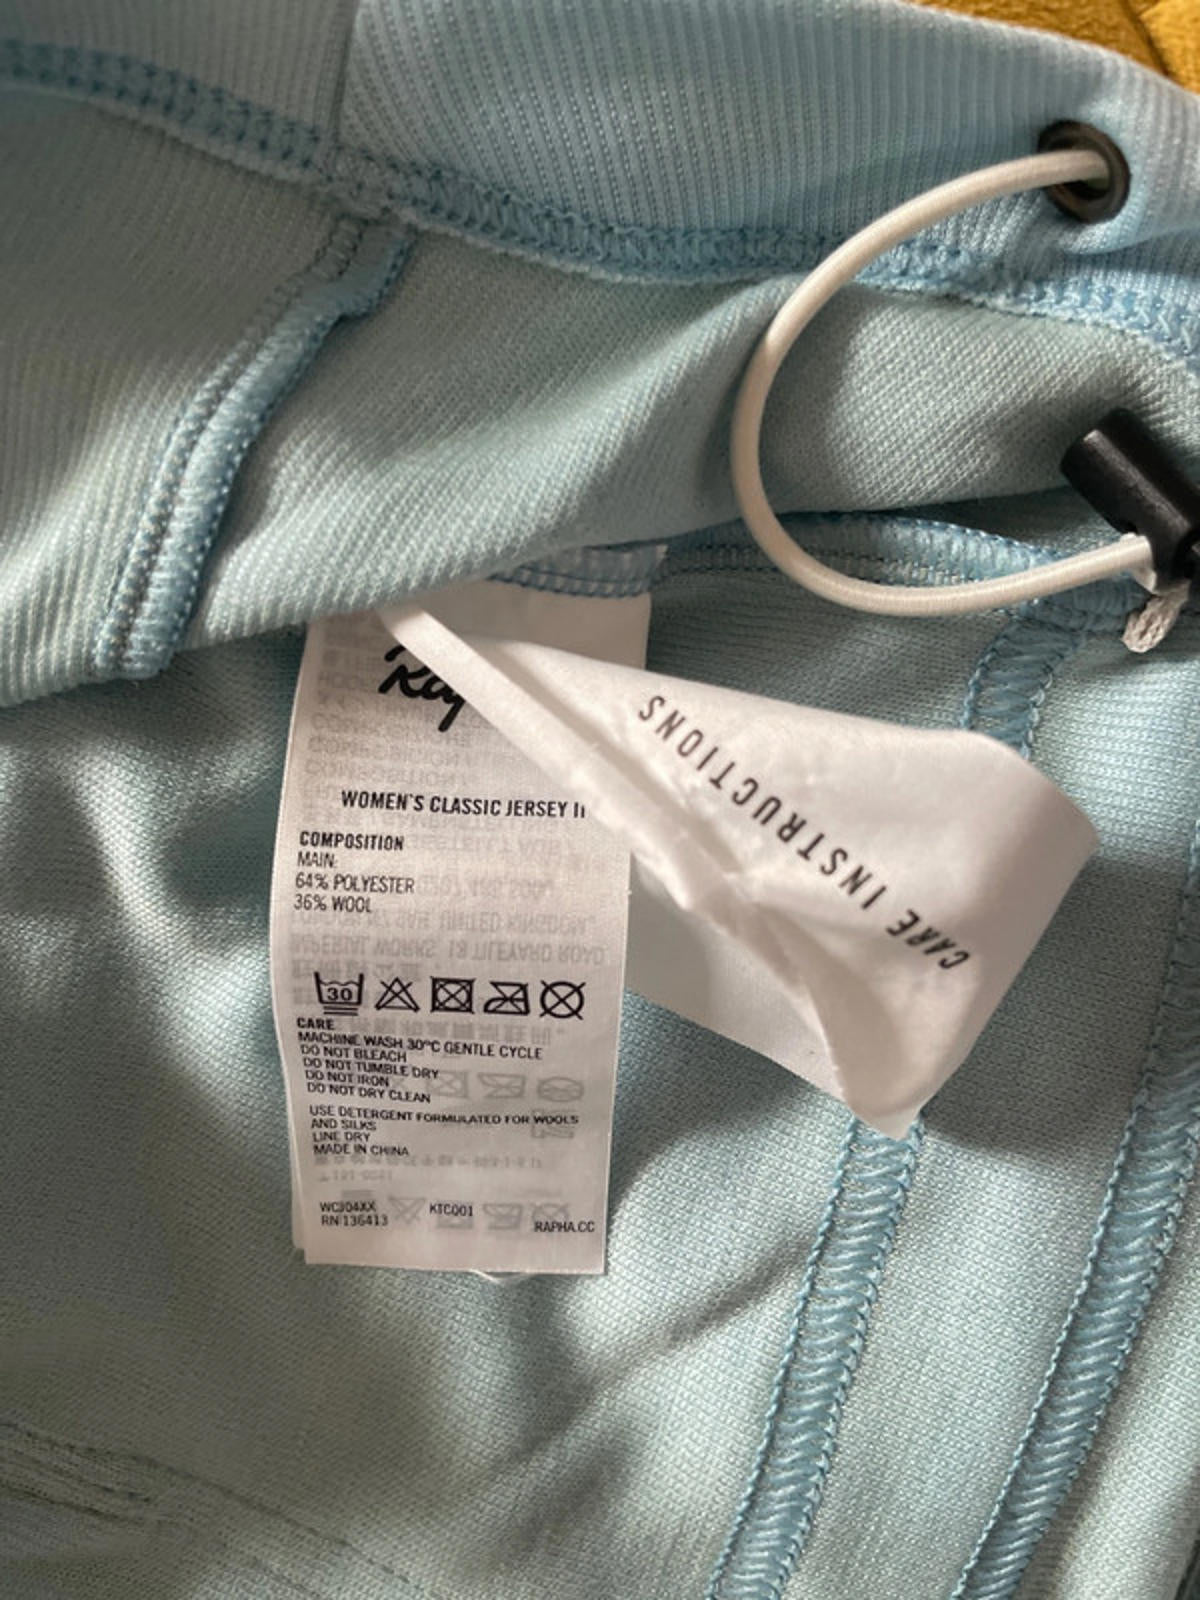 WOMEN'S CLASSIC JERSEY II
COMPOSITION
MAIN:
64% POLYESTER
36% WOOL
30
CARE
MACHINE WASH 30°C GENTLE CYCLE
DO NOT BLEACH
DO NOT TUMBLE DRY
DO NOT IRON
DO NOT DRY CLEAN
USE DETERGENT FORMULATED FOR WOOLS
AND SILKS
LINE DRY
MADE IN CHINA
WCJ04XX KTC001
RN 136413 RAPHA.CC
CARE INSTRUCTIONS